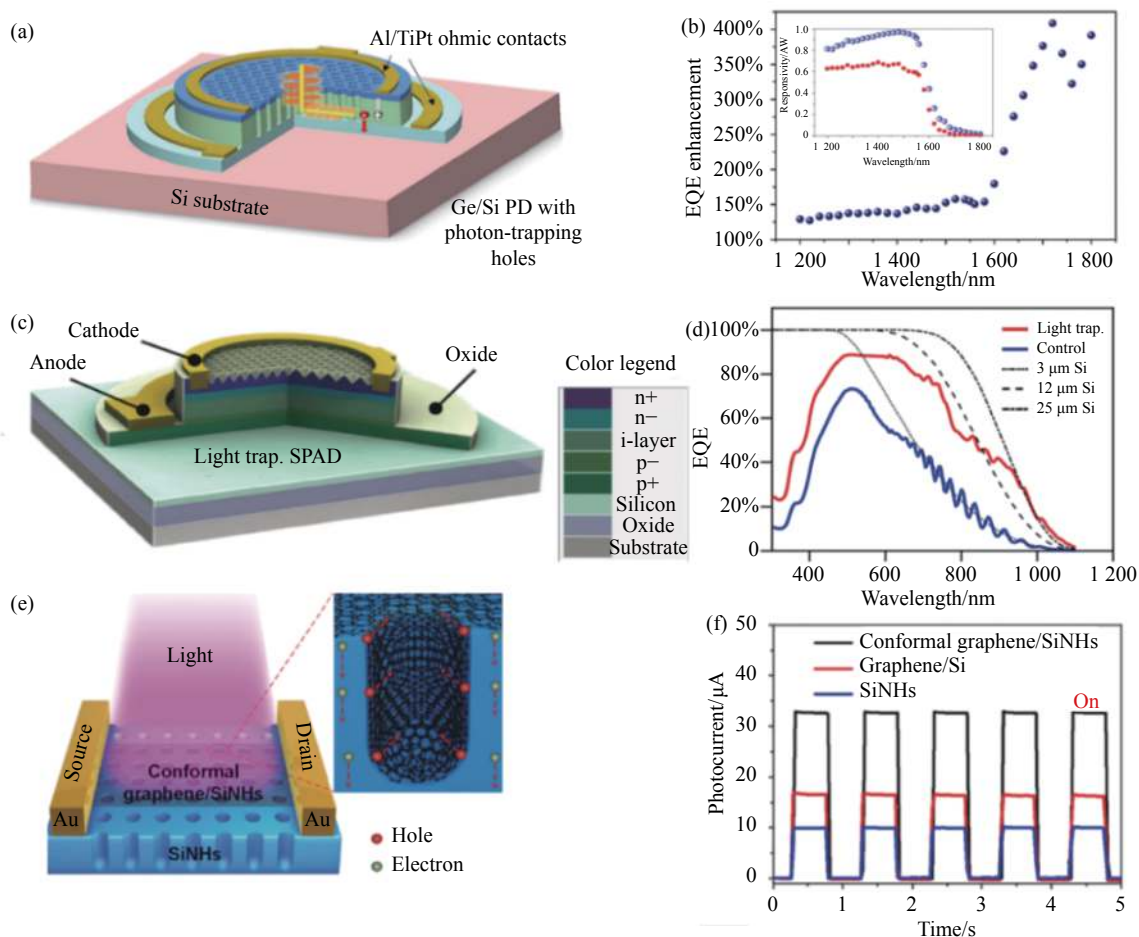 (a)
Al/TiPt ohmic contacts
Si substrate
Ge/Si PD with
photon-trapping
holes
(b)
EQE enhancement
400%
350%
300%
250%
200%
150%
100%
1 200
1 400
1 600
1 800
Wavelength/nm
Responsivity/AW
1.0
0.8
0.6
0.4
0.2
0
1 200
1 400
1 600
1 800
Wavelength/nm
(c)
Cathode
Anode
Oxide
Light trap. SPAD
Color legend
n+
n−
i-layer
p−
p+
Silicon
Oxide
Substrate
(d)
EQE
100%
80%
60%
40%
20%
0
400
600
800
1 000
1 200
Wavelength/nm
Light trap.
Control
3 μm Si
12 μm Si
25 μm Si
(e)
Light
Source
Drain
Conformal
graphene/SiNHs
Au
Au
SiNHs
Hole
Electron
(f)
Photocurrent/μA
50
40
30
20
10
0
0
1
2
3
4
5
Time/s
Conformal graphene/SiNHs
Graphene/Si
SiNHs
On